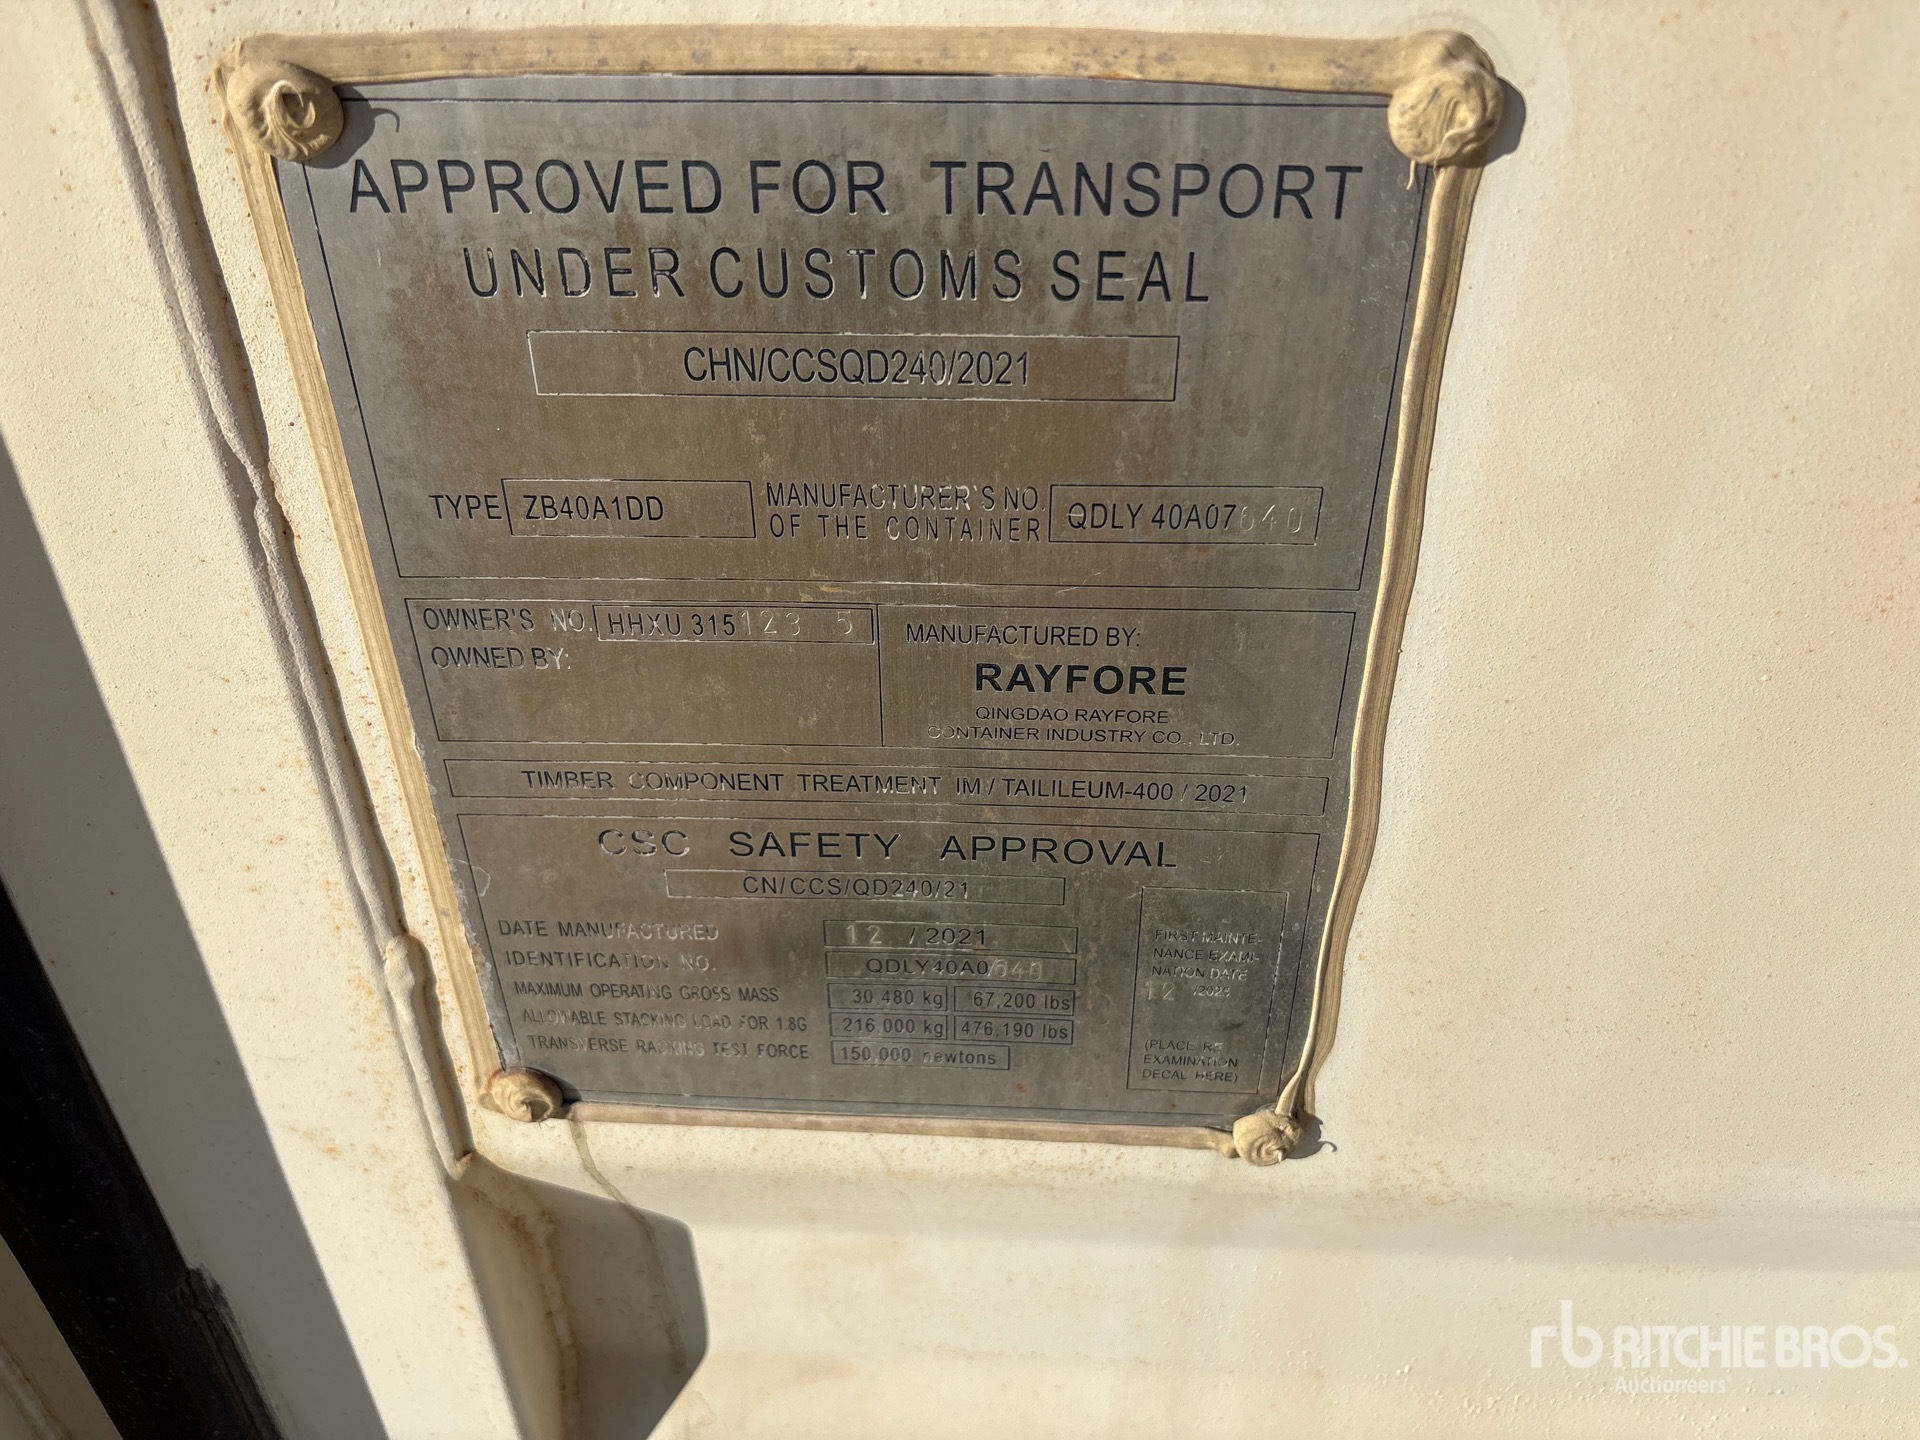 APPROVED FOR TRANSPORT
UNDER CUSTOMS SEAL
CHN/CCSQD240/2021
TYPE ZB40A1DD
MANUFACTURER'S NO.
OF THE CONTAINER
QDLY 40A07640
OWNER'S NO. HHXU 315123 5
OWNED BY:
MANUFACTURED BY:
RAYFORE
QINGDAO RAYFORE
CONTAINER INDUSTRY CO., LTD.
TIMBER COMPONENT TREATMENT IM / TAILILEUM-400 / 2021
CSC SAFETY APPROVAL
CN/CCS/QD240/21
DATE MANUFACTURED 12 / 2021
IDENTIFICATION NO.
MAXIMUM OPERATING GROSS MASS 30,480 kg 67,200 lbs
ALLOWABLE STACKING LOAD FOR 1.8G 216,000 kg 476,190 lbs
TRANSVERSE RACKING TEST FORCE 150,000 newtons
FIRST MAINTE-
NANCE EXAMI-
NATION DATE
12 /2026
(PLACE RE-
EXAMINATION
DECAL HERE)
rb RITCHIE BROS.
Auctioneers